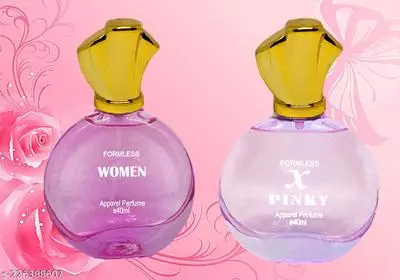 FORMLESS
WOMEN
Apparel Perfume
e40ml
FORMLESS
X
PINKY
Apparel Perfume
e40ml
s-226388607